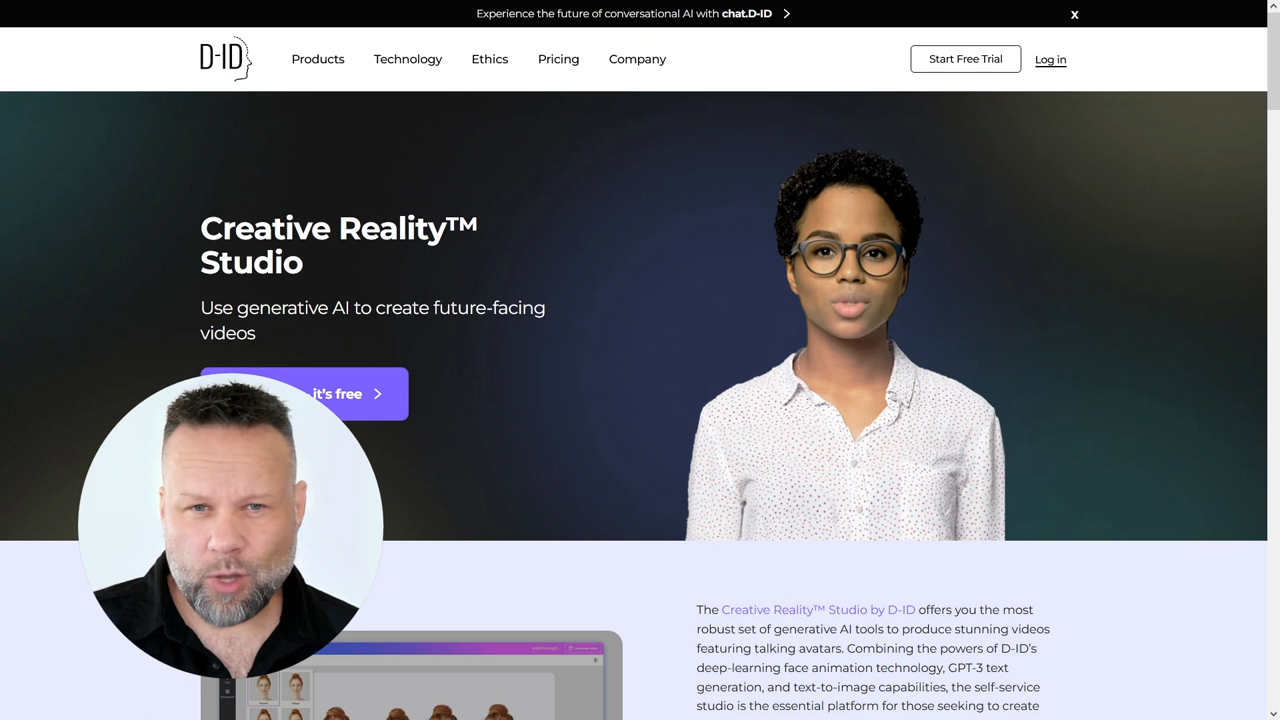 Experience the future of conversational AI with chat.D-ID
X
D-ID
Products
Technology
Ethics
Pricing
Company
Start Free Trial
Log in
Creative Reality™
Studio
Use generative AI to create future-facing
videos
it's free
The Creative Reality™ Studio by D-ID offers you the most
robust set of generative AI tools to produce stunning videos
featuring talking avatars. Combining the powers of D-ID's
deep-learning face animation technology, GPT-3 text
generation, and text-to-image capabilities, the self-service
studio is the essential platform for those seeking to create